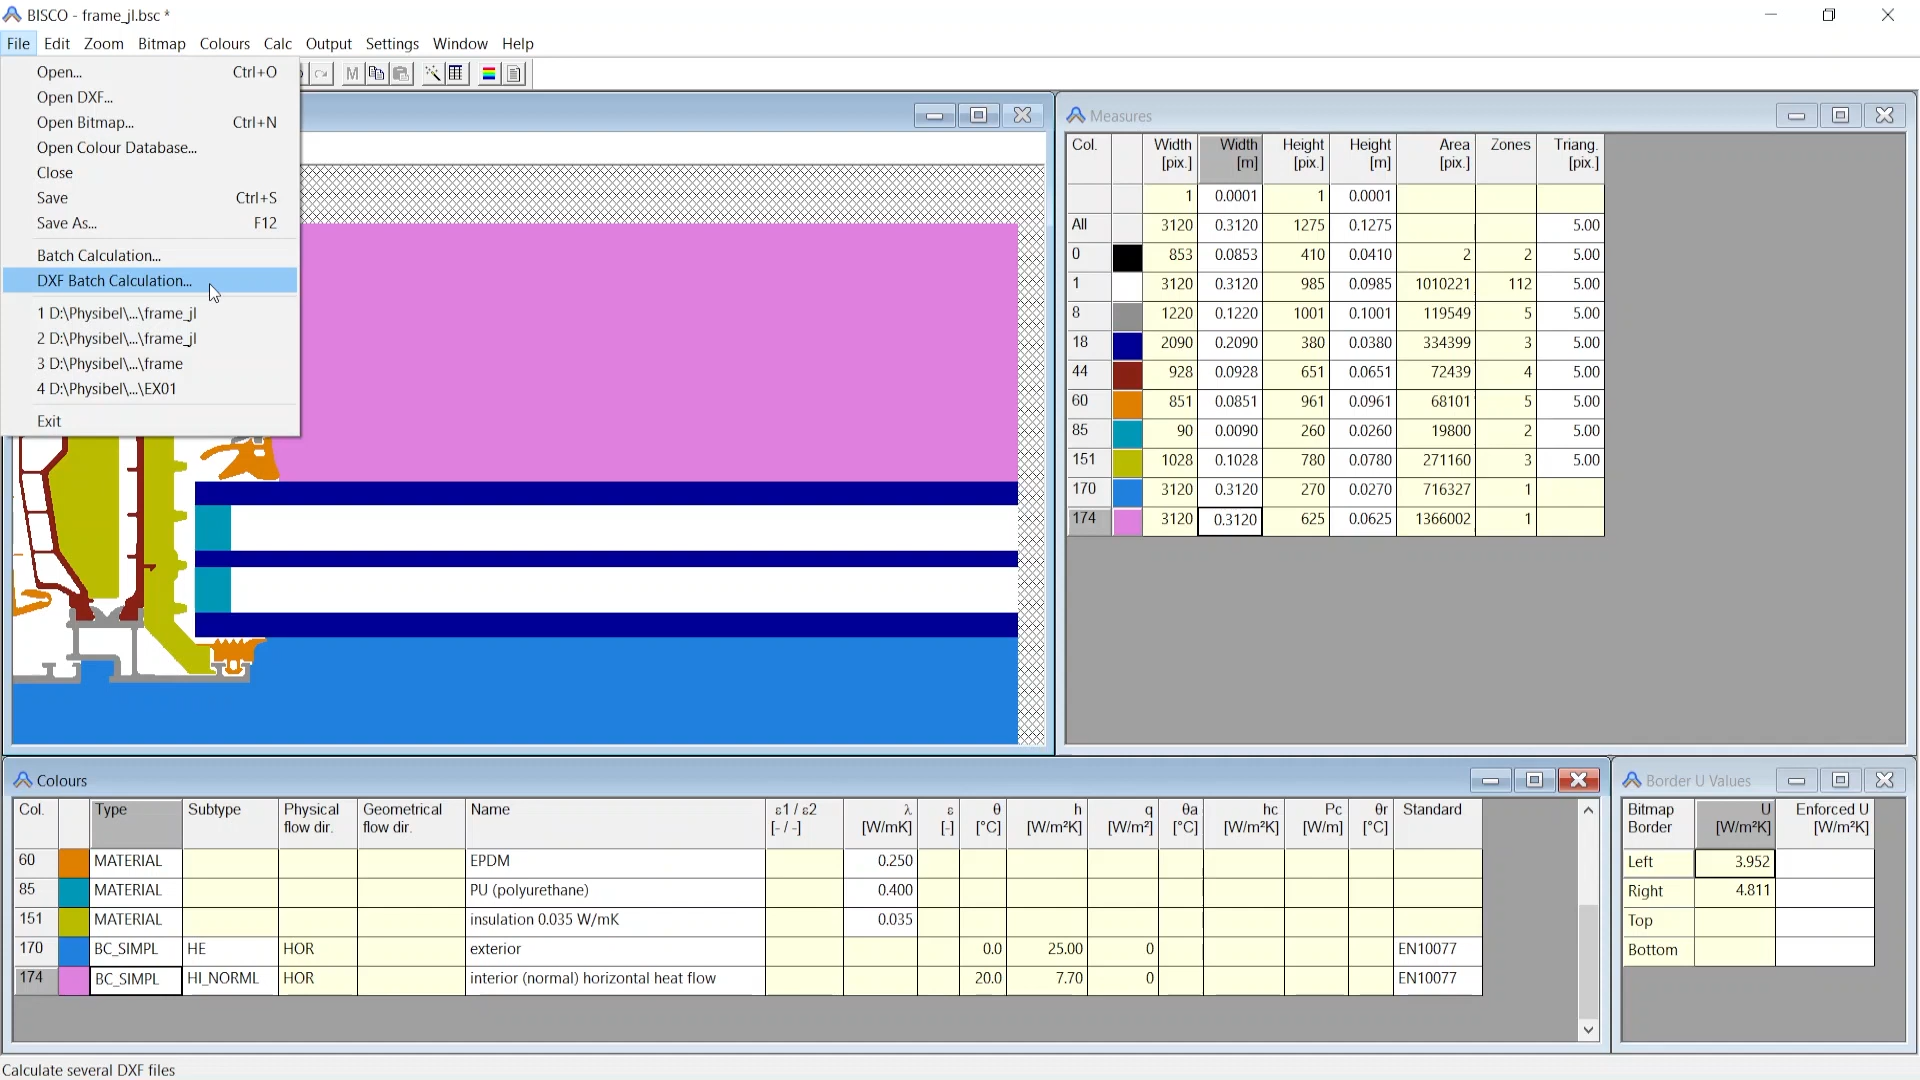 BISCO - frame_jl.bsc *
File Edit Zoom Bitmap Colours Calc Output Settings Window Help
M
Open... Ctrl+O
Open DXF...
Open Bitmap... Ctrl+N
Open Colour Database...
Close
Save Ctrl+S
Save As... F12
Batch Calculation...
DXF Batch Calculation...
1 D:\Physibel\...\frame_jl
2 D:\Physibel\...\frame_jl
3 D:\Physibel\...\frame
4 D:\Physibel\...\EX01
Exit
Measures
Col. Width [pix.] Width [m] Height [pix.] Height [m] Area [pix.] Zones Triang. [pix.]
1 0.0001 1 0.0001
All 3120 0.3120 1275 0.1275 5.00
0 853 0.0853 410 0.0410 2 2 5.00
1 3120 0.3120 985 0.0985 1010221 112 5.00
8 1220 0.1220 1001 0.1001 119549 5 5.00
18 2090 0.2090 380 0.0380 334399 3 5.00
44 928 0.0928 651 0.0651 72439 4 5.00
60 851 0.0851 961 0.0961 68101 5 5.00
85 90 0.0090 260 0.0260 19800 2 5.00
151 1028 0.1028 780 0.0780 271160 3 5.00
170 3120 0.3120 270 0.0270 716327 1
174 3120 0.3120 625 0.0625 1366002 1
Colours
Col. Type Subtype Physical flow dir. Geometrical flow dir. Name ε1 / ε2 [- / -] λ [W/mK] ε [-] θ [°C] h [W/m²K] q [W/m²] θa [°C] hc [W/m²K] Pc [W/m] θr [°C] Standard
60 MATERIAL EPDM 0.250
85 MATERIAL PU (polyurethane) 0.400
151 MATERIAL insulation 0.035 W/mK 0.035
170 BC_SIMPL HE HOR exterior 0.0 25.00 0 EN10077
174 BC_SIMPL HI_NORML HOR interior (normal) horizontal heat flow 20.0 7.70 0 EN10077
Border U Values
Bitmap Border U [W/m²K] Enforced U [W/m²K]
Left 3.952
Right 4.811
Top
Bottom
Calculate several DXF files